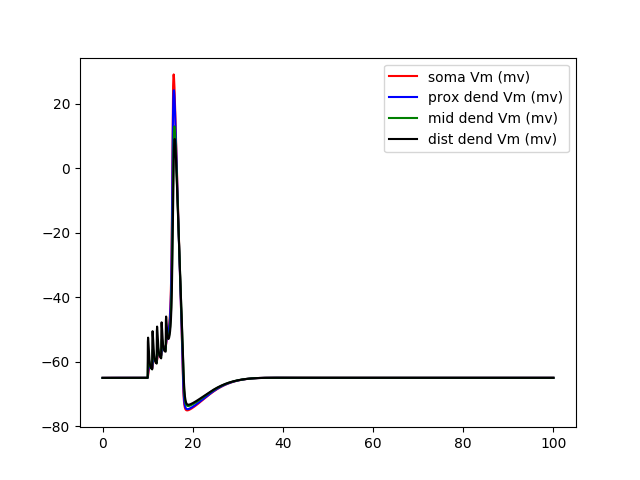 soma Vm (mv)
prox dend Vm (mv)
mid dend Vm (mv)
dist dend Vm (mv)
20
0
−20
−40
−60
−80
0 20 40 60 80 100